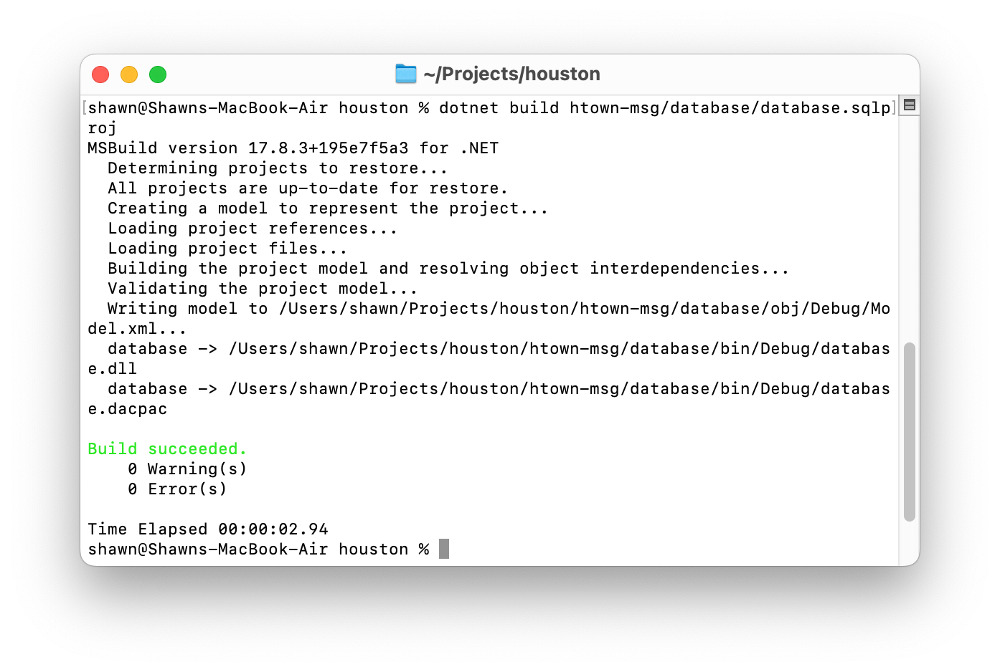 ~/Projects/houston
[shawn@Shawns-MacBook-Air houston % dotnet build htown-msg/database/database.sqlp]
roj
MSBuild version 17.8.3+195e7f5a3 for .NET
  Determining projects to restore...
  All projects are up-to-date for restore.
  Creating a model to represent the project...
  Loading project references...
  Loading project files...
  Building the project model and resolving object interdependencies...
  Validating the project model...
  Writing model to /Users/shawn/Projects/houston/htown-msg/database/obj/Debug/Mo
del.xml...
  database -> /Users/shawn/Projects/houston/htown-msg/database/bin/Debug/databas
e.dll
  database -> /Users/shawn/Projects/houston/htown-msg/database/bin/Debug/databas
e.dacpac
Build succeeded.
    0 Warning(s)
    0 Error(s)
Time Elapsed 00:00:02.94
shawn@Shawns-MacBook-Air houston %